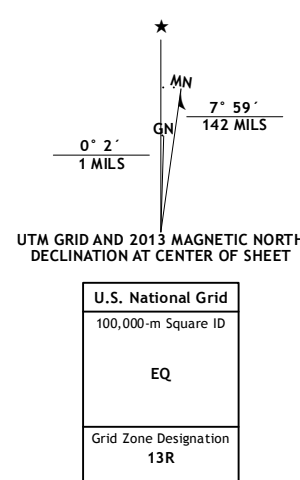 ★
MN
7° 59´
142 MILS
GN
0° 2´
1 MILS
UTM GRID AND 2013 MAGNETIC NORTH
DECLINATION AT CENTER OF SHEET
U.S. National Grid
100,000-m Square ID
EQ
Grid Zone Designation
13R